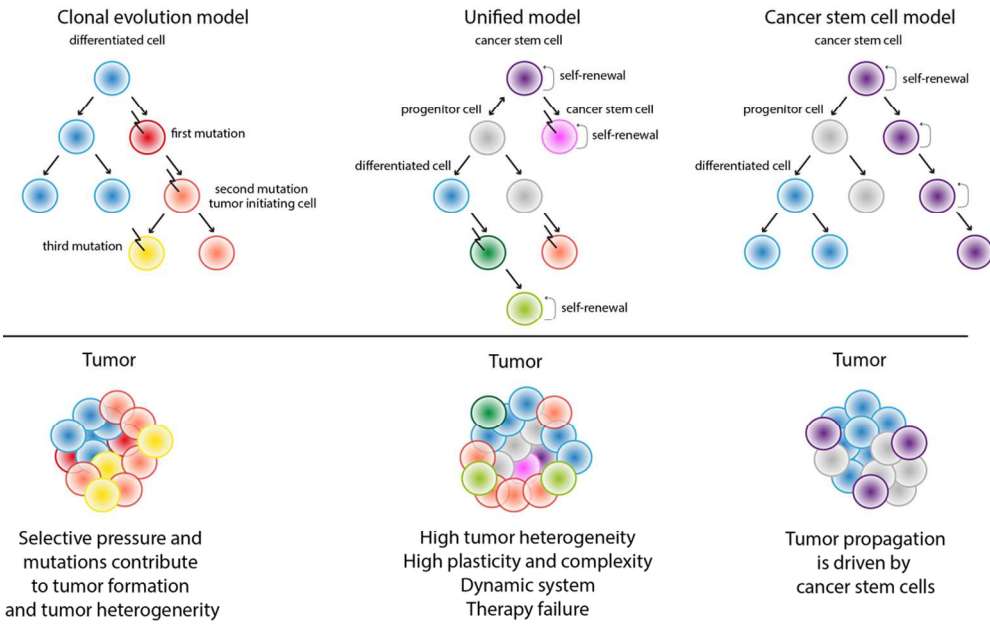 Clonal evolution model
differentiated cell
first mutation
second mutation
tumor initiating cell
third mutation
Unified model
cancer stem cell
self-renewal
progenitor cell
cancer stem cell
self-renewal
differentiated cell
self-renewal
Cancer stem cell model
cancer stem cell
self-renewal
progenitor cell
differentiated cell
Tumor
Selective pressure and
mutations contribute
to tumor formation
and tumor heterogenerity
Tumor
High tumor heterogeneity
High plasticity and complexity
Dynamic system
Therapy failure
Tumor
Tumor propagation
is driven by
cancer stem cells